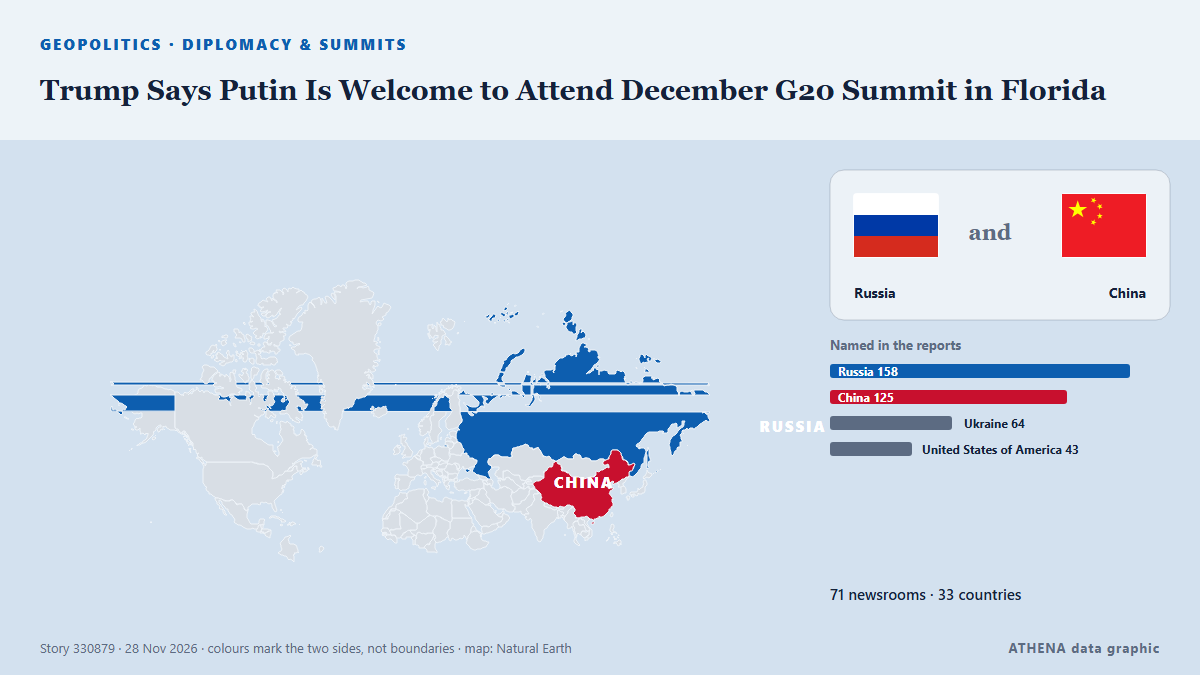 GEOPOLITICS · DIPLOMACY & SUMMITS
Trump Says Putin Is Welcome to Attend December G20 Summit in Florida
and
Russia
China
Named in the reports
Russia 158
China 125
Ukraine 64
United States of America 43
RUSSIA
CHINA
71 newsrooms · 33 countries
Story 330879 · 28 Nov 2026 · colours mark the two sides, not boundaries · map: Natural Earth
ATHENA data graphic